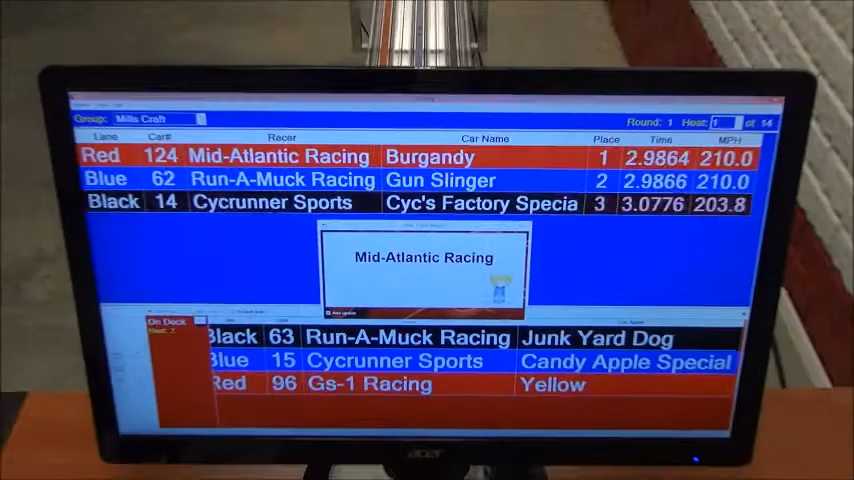 Group: Mills Craft Round: 1 Heat: 1 of 14
Lane Car# Racer Car Name Place Time MPH
Red 124 Mid-Atlantic Racing Burgandy 1 2.9864 210.0
Blue 62 Run-A-Muck Racing Gun Slinger 2 2.9866 210.0
Black 14 Cycrunner Sports Cyc's Factory Specia 3 3.0776 203.8
Mid-Atlantic Racing
On Deck
Heat: 2
Black 63 Run-A-Muck Racing Junk Yard Dog
Blue 15 Cycrunner Sports Candy Apple Special
Red 96 Gs-1 Racing Yellow
acer